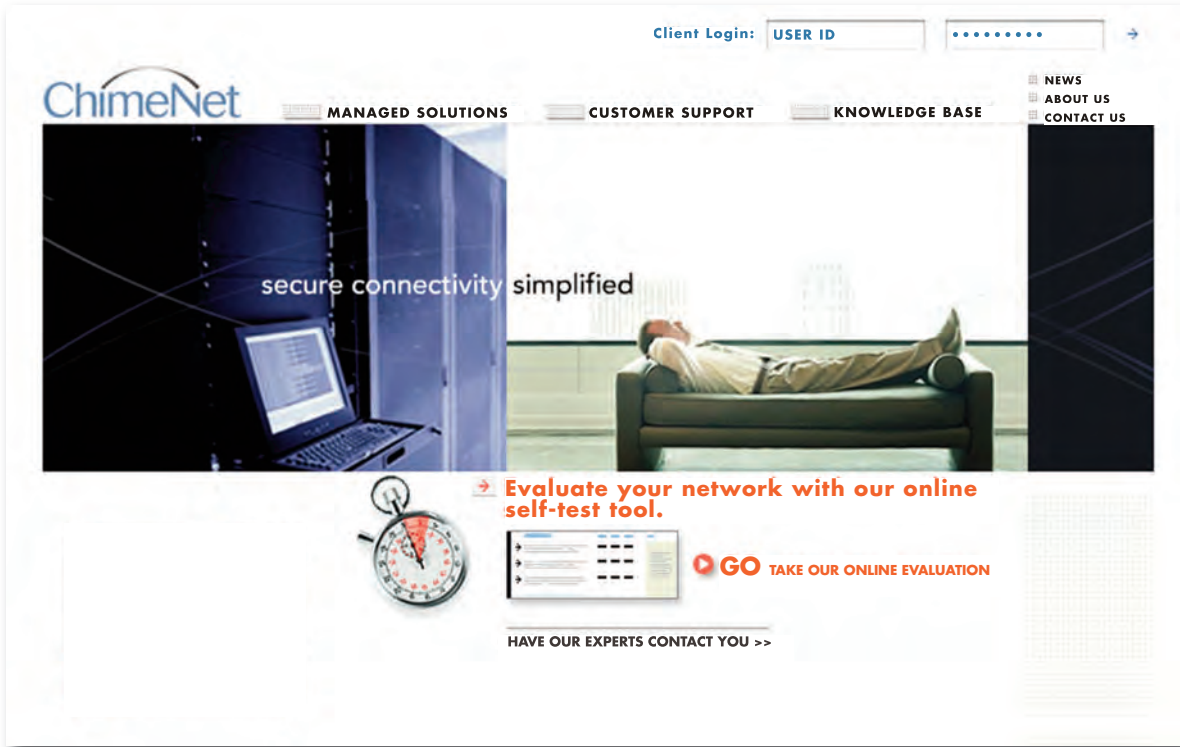 Client Login: USER ID •••••••••
NEWS
ABOUT US
CONTACT US
ChimeNet
MANAGED SOLUTIONS CUSTOMER SUPPORT KNOWLEDGE BASE
secure connectivity simplified
Evaluate your network with our online
self-test tool.
GO TAKE OUR ONLINE EVALUATION
HAVE OUR EXPERTS CONTACT YOU >>